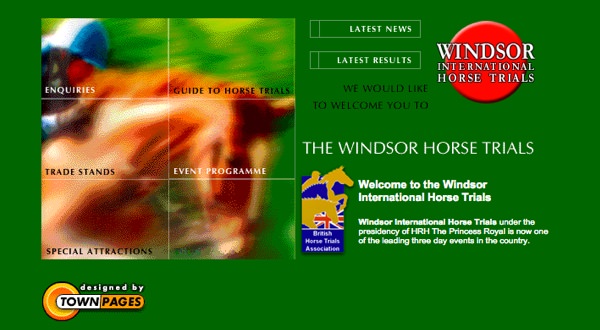 LATEST NEWS
LATEST RESULTS
WINDSOR
INTERNATIONAL
HORSE TRIALS
ENQUIRIES
GUIDE TO HORSE TRIALS
WE WOULD LIKE
TO WELCOME YOU TO
THE WINDSOR HORSE TRIALS
TRADE STANDS
EVENT PROGRAMME
SPECIAL ATTRACTIONS
British
Horse Trials
Association
Welcome to the Windsor
International Horse Trials
Windsor International Horse Trials under the
presidency of HRH The Princess Royal is now one
of the leading three day events in the country.
designed by
TOWNPAGES